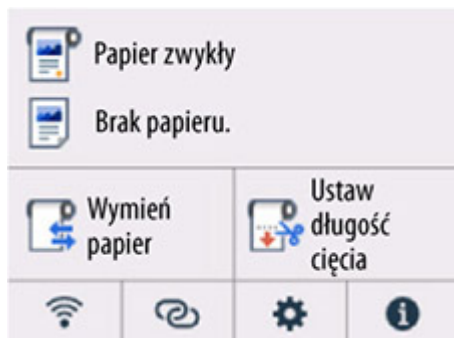 Papier zwykły
Brak papieru.
Wymień
papier
Ustaw
długość
cięcia